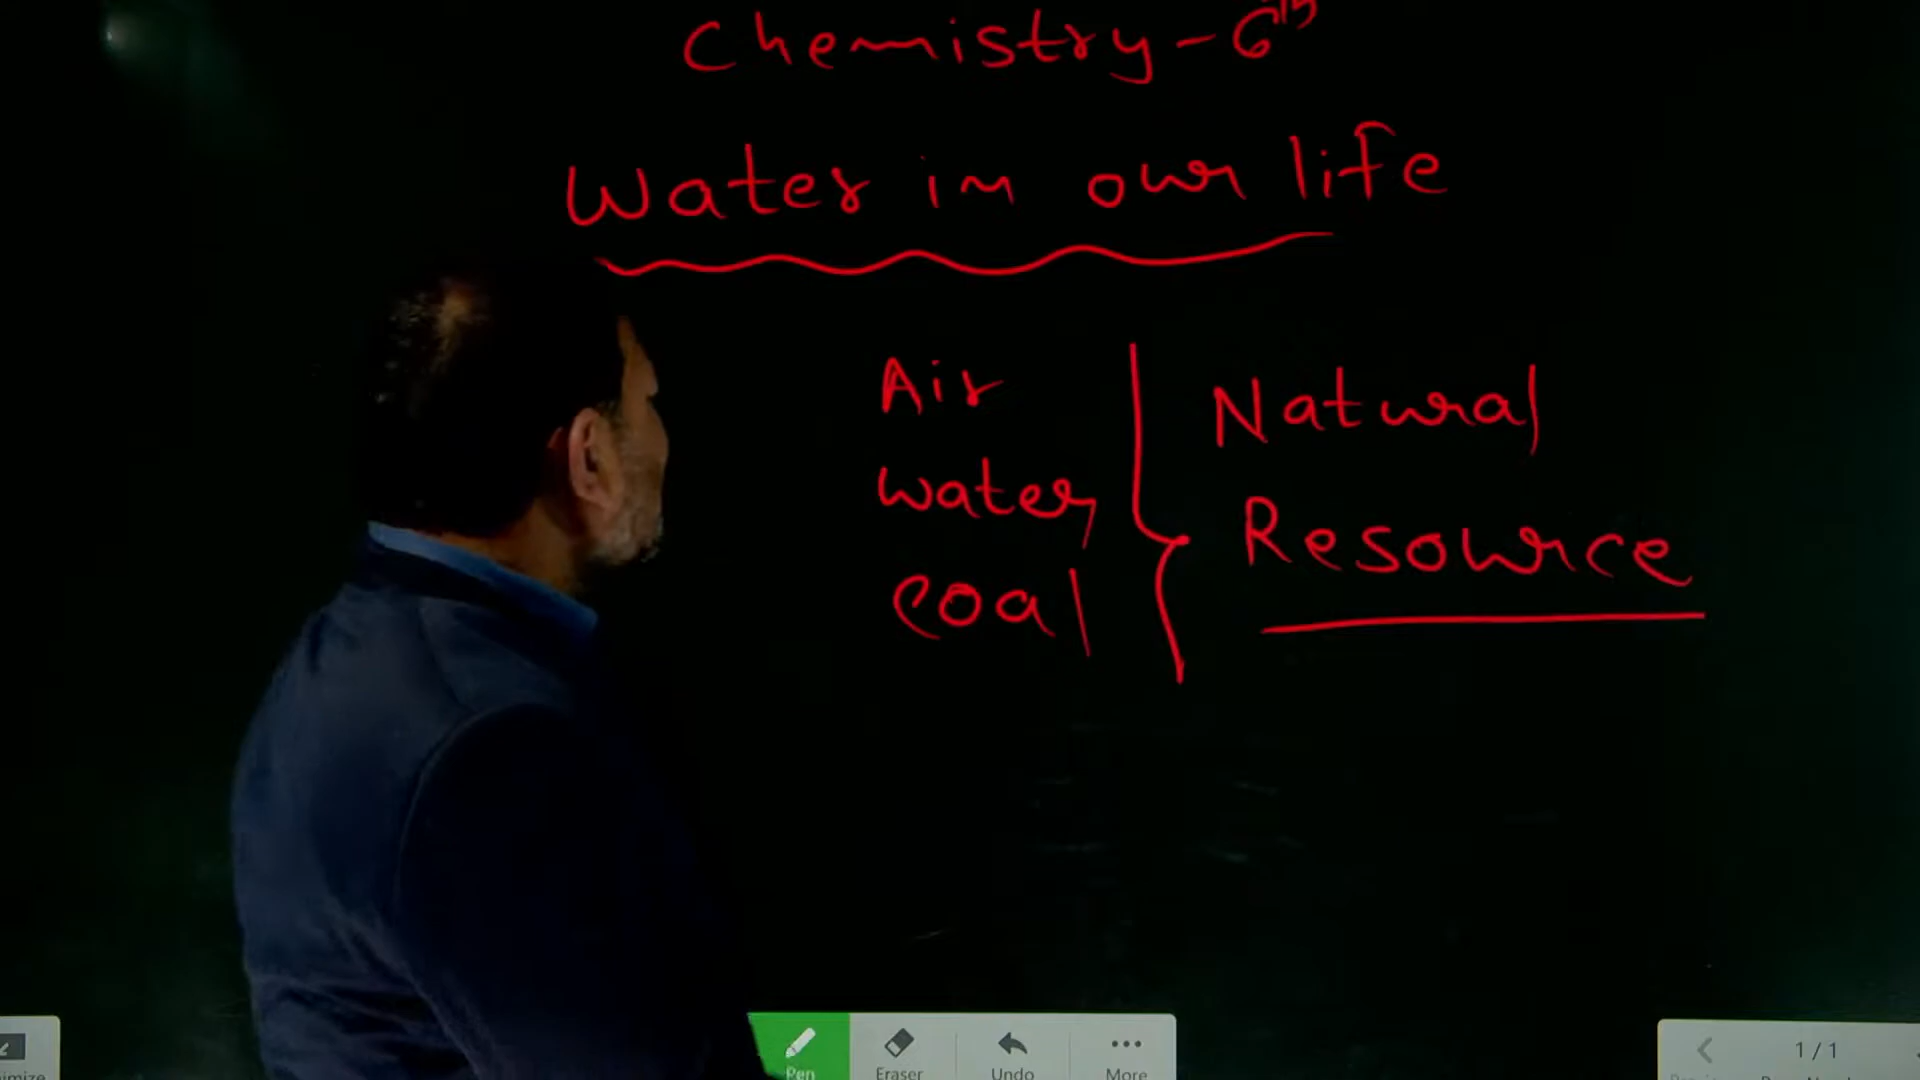 Chemistry - 6th
Water in our life
Air
Water
coal
Natural
Resource
Pen
Eraser
Undo
More
1 / 1